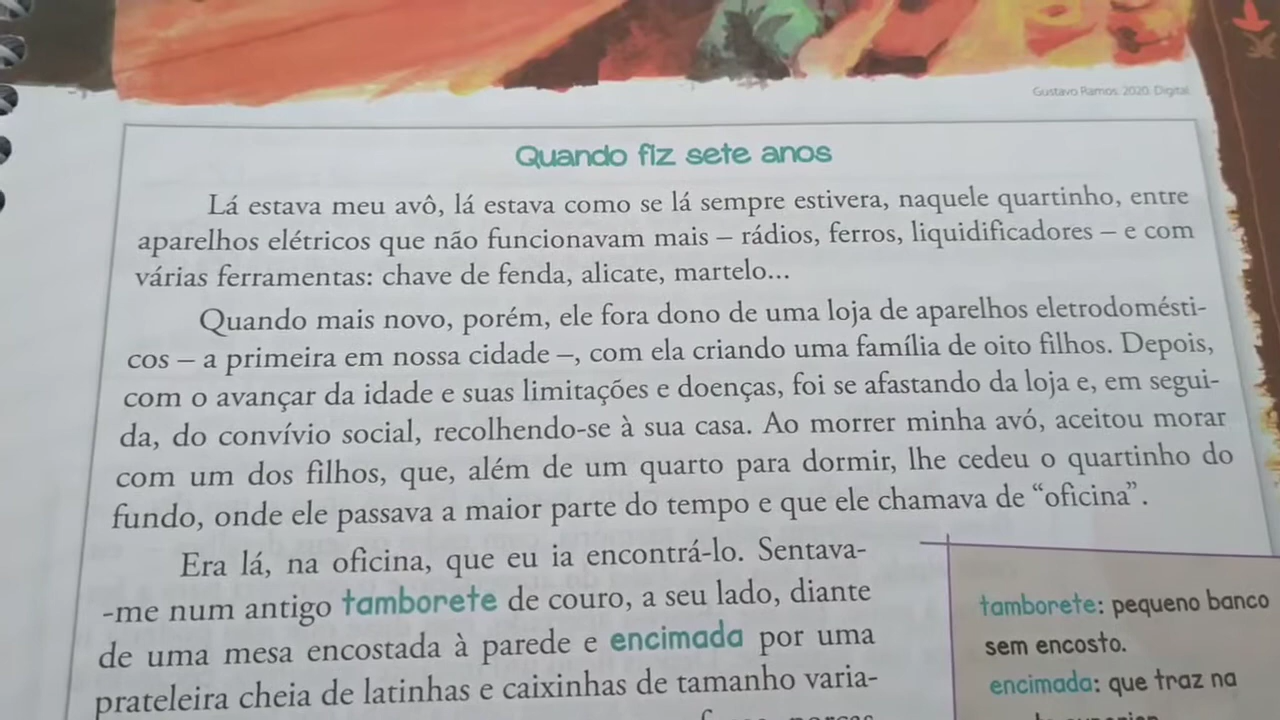 Gustavo Ramos. 2020. Digital.
Quando fiz sete anos
Lá estava meu avô, lá estava como se lá sempre estivera, naquele quartinho, entre
aparelhos elétricos que não funcionavam mais – rádios, ferros, liquidificadores – e com
várias ferramentas: chave de fenda, alicate, martelo...
Quando mais novo, porém, ele fora dono de uma loja de aparelhos eletrodomésti-
cos – a primeira em nossa cidade –, com ela criando uma família de oito filhos. Depois,
com o avançar da idade e suas limitações e doenças, foi se afastando da loja e, em segui-
da, do convívio social, recolhendo-se à sua casa. Ao morrer minha avó, aceitou morar
com um dos filhos, que, além de um quarto para dormir, lhe cedeu o quartinho do
fundo, onde ele passava a maior parte do tempo e que ele chamava de “oficina”.
Era lá, na oficina, que eu ia encontrá-lo. Sentava-
-me num antigo tamborete de couro, a seu lado, diante
de uma mesa encostada à parede e encimada por uma
prateleira cheia de latinhas e caixinhas de tamanho varia-
tamborete: pequeno banco
sem encosto.
encimada: que traz na